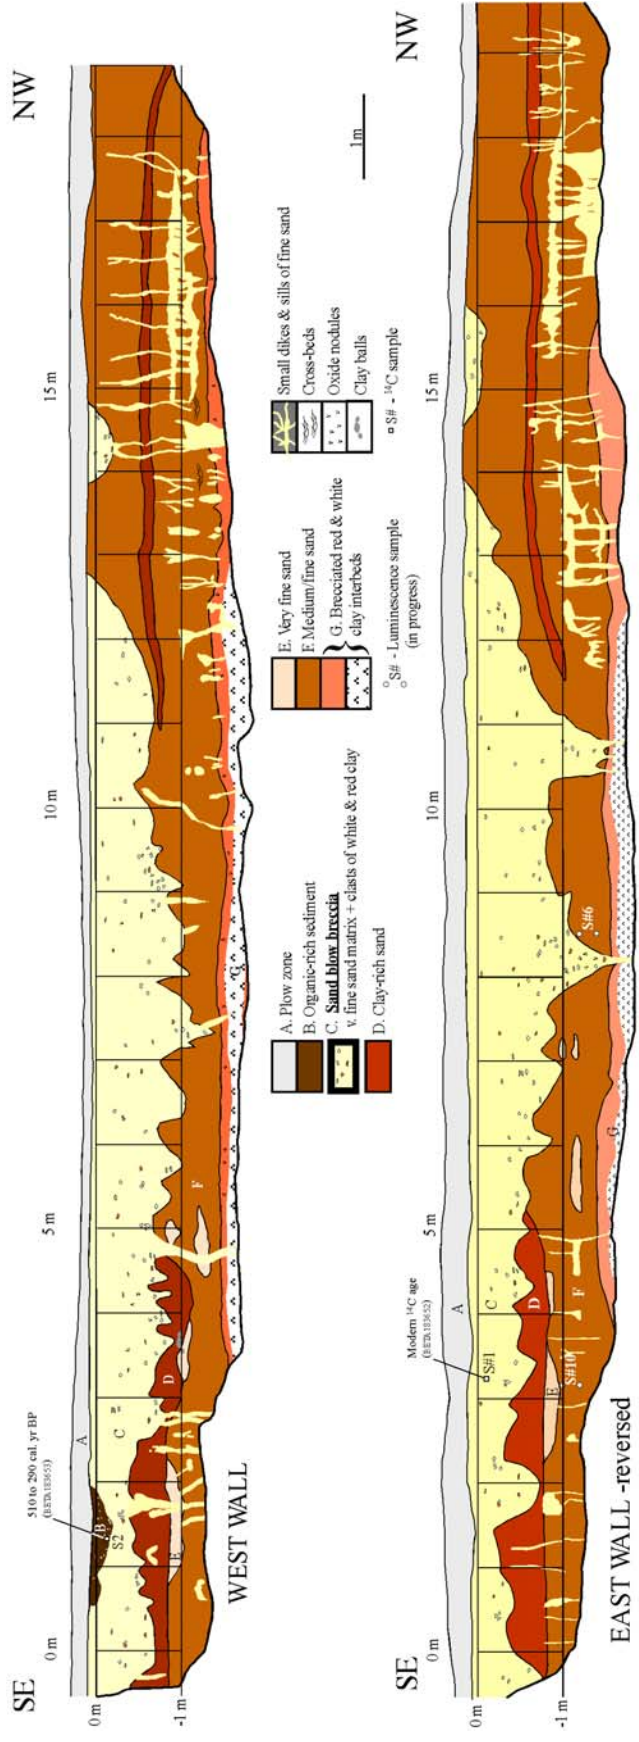 SE
NW
0 m
5 m
10 m
15 m
510 to 290 cal. yr BP
(BETA183653)
A
B
S2
C
D
E
F
G
0 m
-1 m
WEST WALL
1m
A. Plow zone
B. Organic-rich sediment
C. Sand blow breccia
v. fine sand matrix + clasts of white & red clay
D. Clay-rich sand
E. Very fine sand
F. Medium/fine sand
G. Brecciated red & white
clay interbeds
S# - Luminescence sample
(in progress)
Small dikes & sills of fine sand
Cross-beds
Oxide nodules
Clay balls
S# - ¹⁴C sample
SE
NW
0 m
5 m
10 m
15 m
Modern ¹⁴C age
(BETA183652)
A
S#1
C
D
E
S#10
F
G
S#6
0 m
-1 m
EAST WALL -reversed